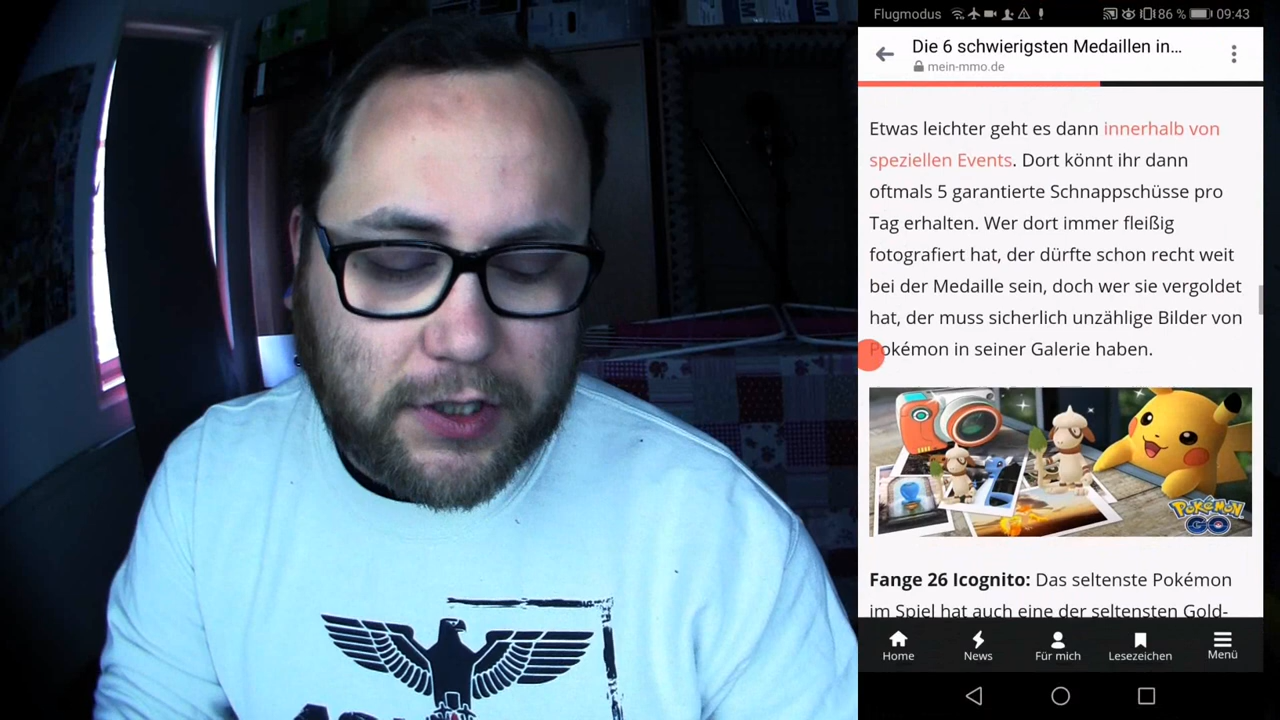 Flugmodus
86 %
09:43
Die 6 schwierigsten Medaillen in…
mein-mmo.de
Etwas leichter geht es dann innerhalb von
speziellen Events. Dort könnt ihr dann
oftmals 5 garantierte Schnappschüsse pro
Tag erhalten. Wer dort immer fleißig
fotografiert hat, der dürfte schon recht weit
bei der Medaille sein, doch wer sie vergoldet
hat, der muss sicherlich unzählige Bilder von
Pokémon in seiner Galerie haben.
POKéMON
GO
Fange 26 Icognito: Das seltenste Pokémon
im Spiel hat auch eine der seltensten Gold-
Home
News
Für mich
Lesezeichen
Menü